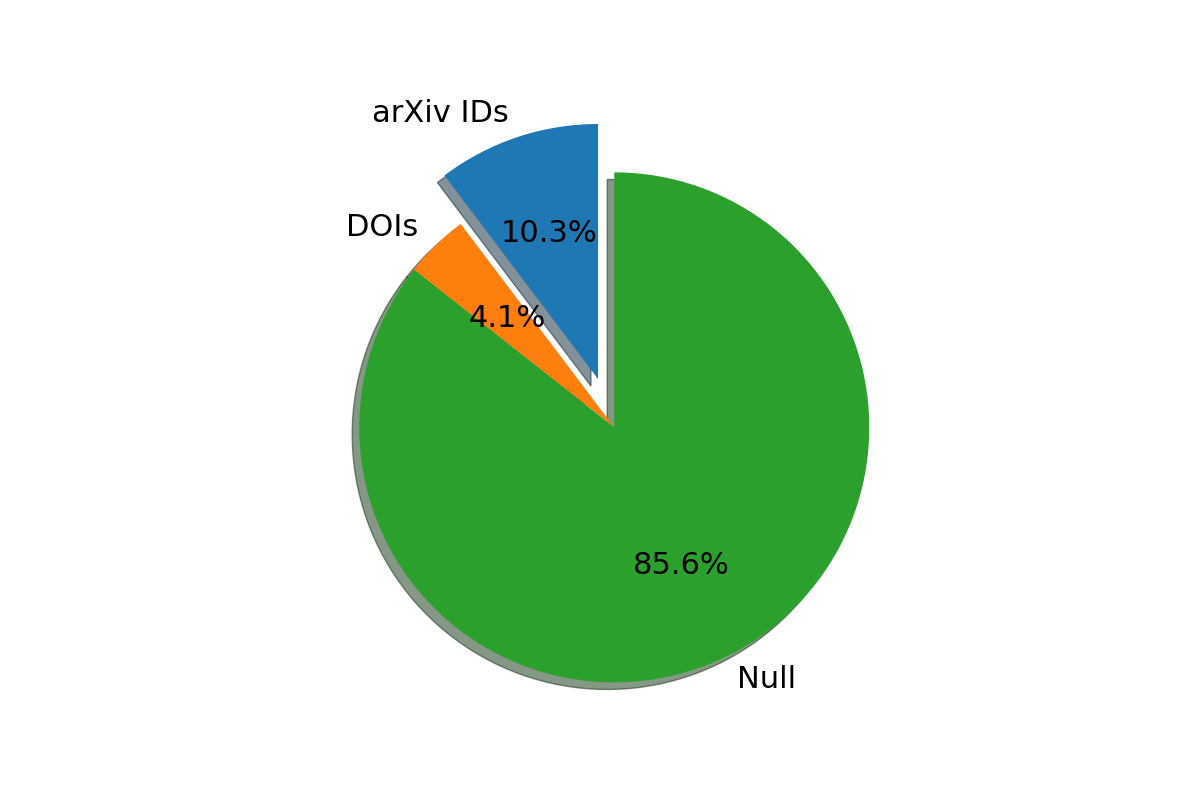 arXiv IDs
DOIs
10.3%
4.1%
85.6%
Null